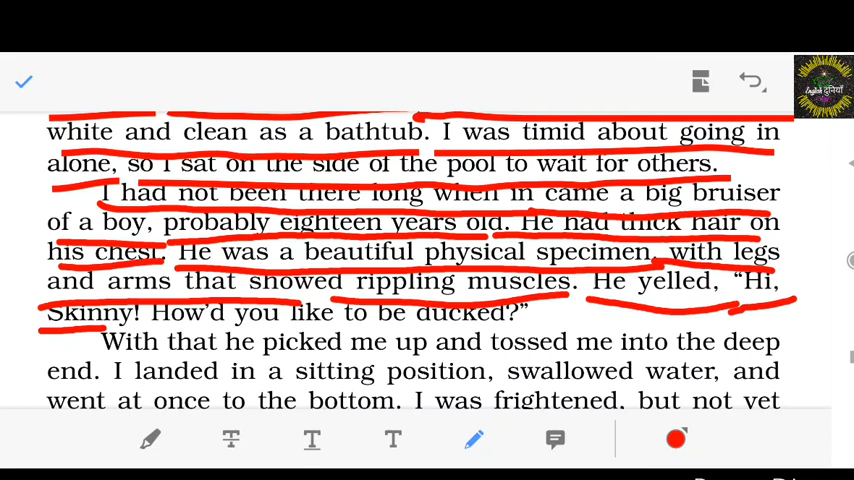 English दुनियाँ
white and clean as a bathtub. I was timid about going in
alone, so I sat on the side of the pool to wait for others.
I had not been there long when in came a big bruiser
of a boy, probably eighteen years old. He had thick hair on
his chest. He was a beautiful physical specimen, with legs
and arms that showed rippling muscles. He yelled, “Hi,
Skinny! How’d you like to be ducked?”
With that he picked me up and tossed me into the deep
end. I landed in a sitting position, swallowed water, and
went at once to the bottom. I was frightened, but not yet
T T T